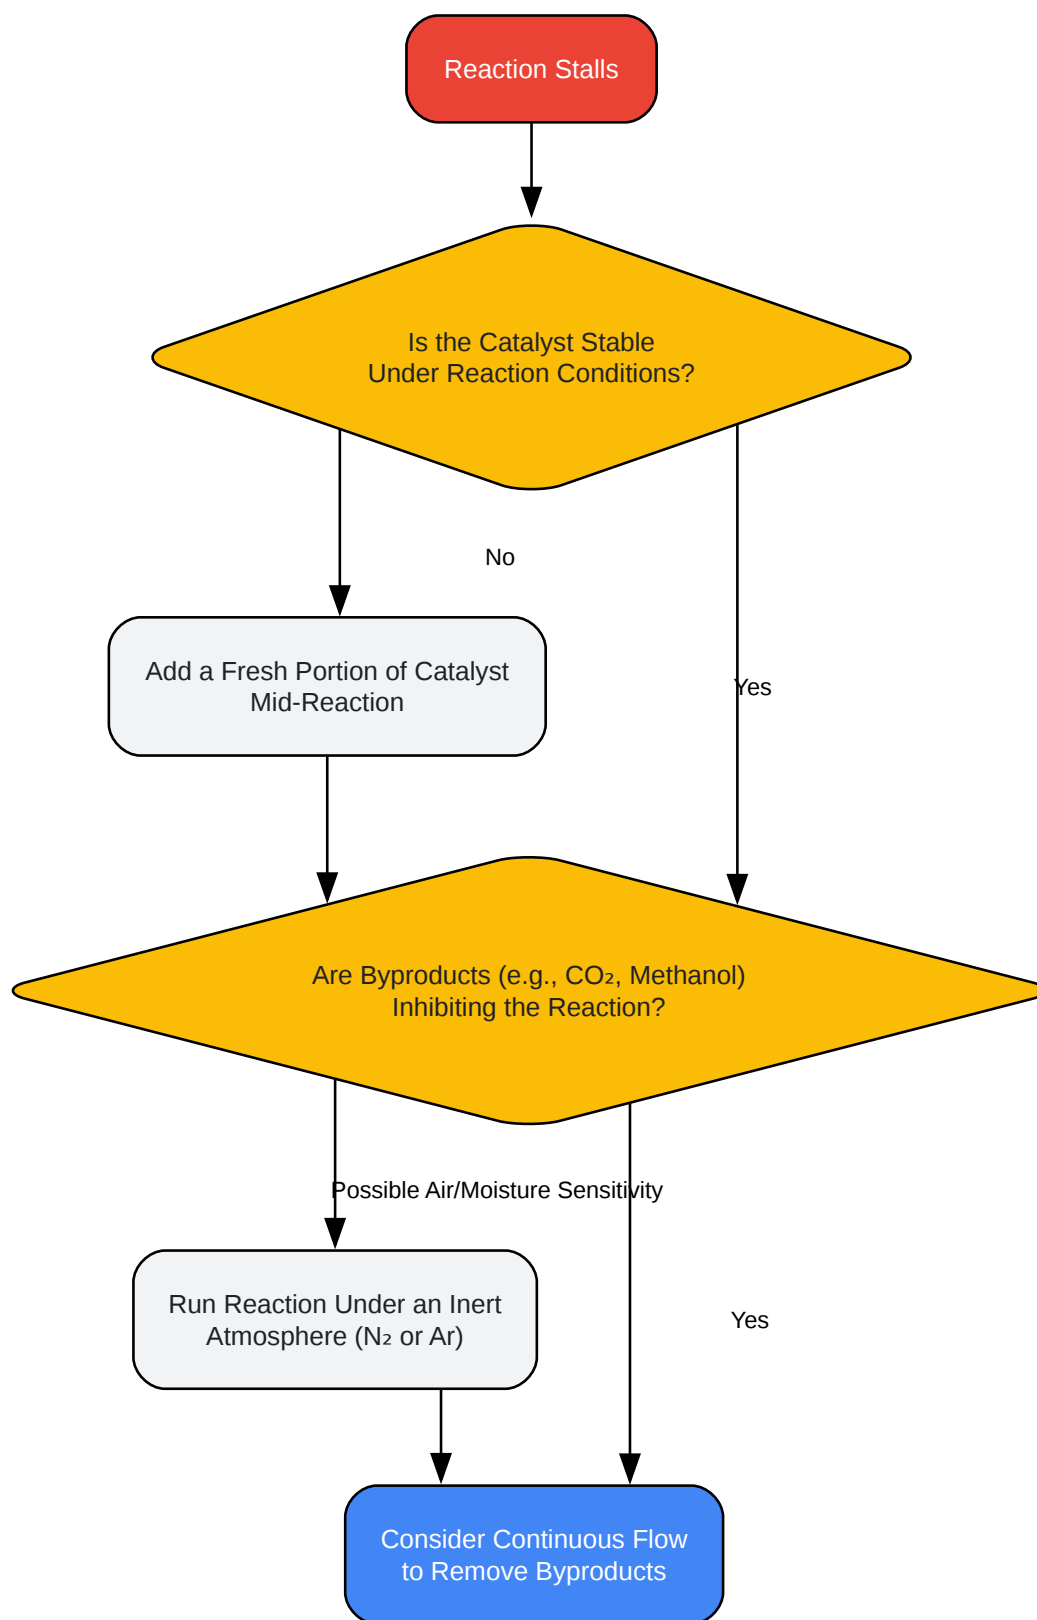 Reaction Stalls
Is the Catalyst Stable
Under Reaction Conditions?
No
Add a Fresh Portion of Catalyst
Mid-Reaction
Yes
Are Byproducts (e.g., CO₂, Methanol)
Inhibiting the Reaction?
Possible Air/Moisture Sensitivity
Run Reaction Under an Inert
Atmosphere (N₂ or Ar)
Yes
Consider Continuous Flow
to Remove Byproducts